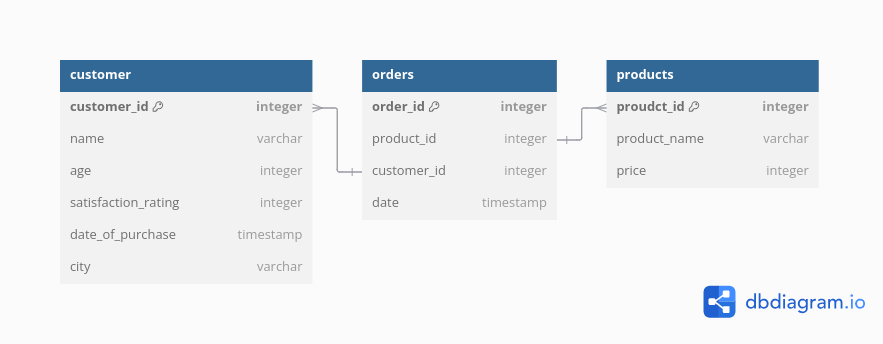 customer
customer_id integer
name varchar
age integer
satisfaction_rating integer
date_of_purchase timestamp
city varchar
orders
order_id integer
product_id integer
customer_id integer
date timestamp
products
proudct_id integer
product_name varchar
price integer
dbdiagram.io